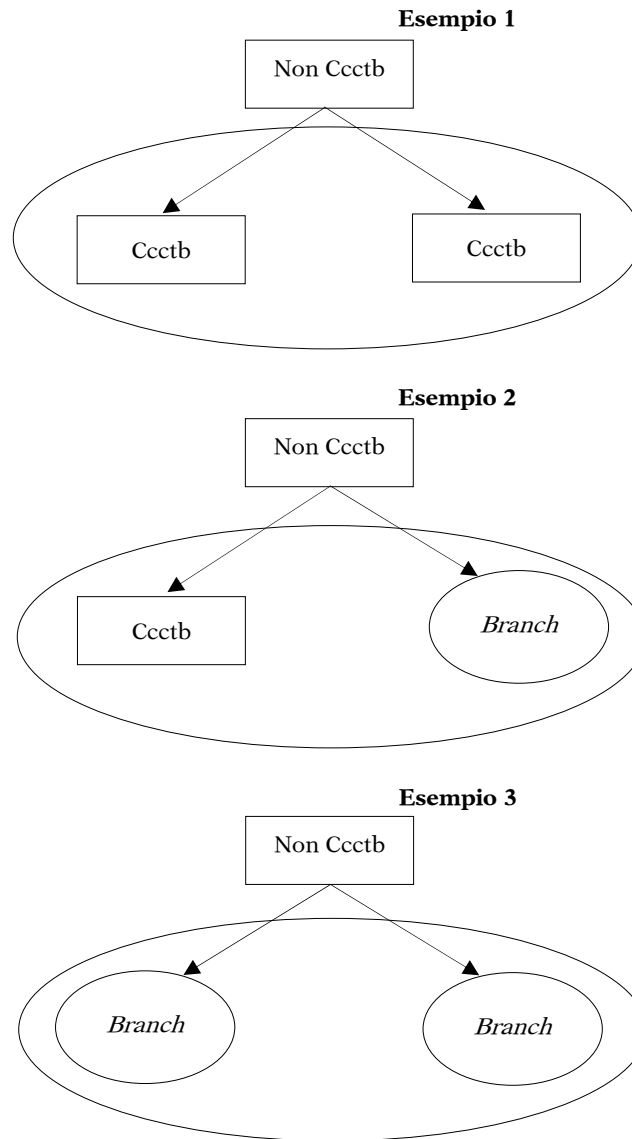 Esempio 1
Non Ccctb
Ccctb
Ccctb
Esempio 2
Non Ccctb
Ccctb
Branch
Esempio 3
Non Ccctb
Branch
Branch